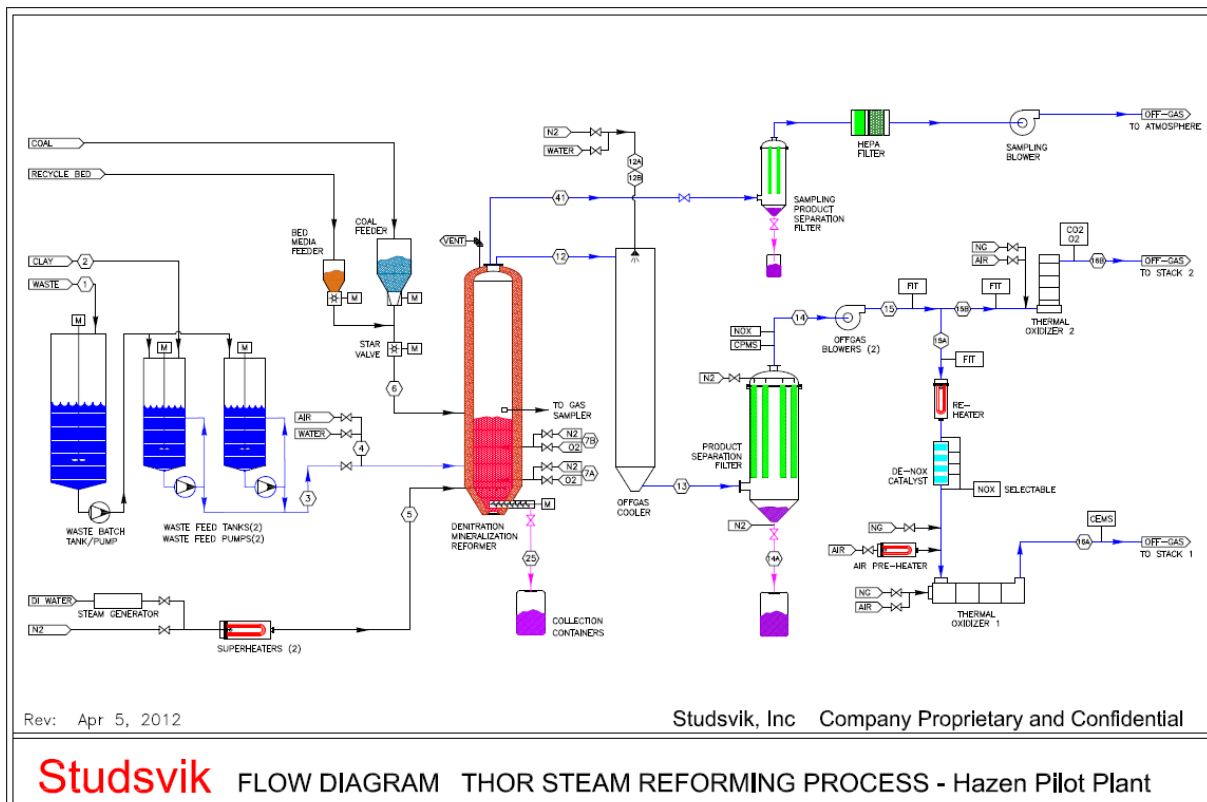 COAL
RECYCLE BED
CLAY
2
WASTE
1
M
WASTE BATCH
TANK/PUMP
M
M
WASTE FEED TANKS(2)
WASTE FEED PUMPS(2)
3
BED
MEDIA
FEEDER
M
COAL
FEEDER
M
STAR
VALVE
M
6
AIR
WATER
4
5
DI WATER
STEAM GENERATOR
N2
SUPERHEATERS (2)
VENT
41
12
N2
WATER
12A
12B
TO GAS
SAMPLER
N2
7B
O2
N2
7A
O2
M
DENITRATION
MINERALIZATION
REFORMER
25
COLLECTION
CONTAINERS
OFFGAS
COOLER
13
SAMPLING
PRODUCT
SEPARATION
FILTER
HEPA
FILTER
SAMPLING
BLOWER
OFF-GAS
TO ATMOSPHERE
NOX
CPMS
14
N2
PRODUCT
SEPARATION
FILTER
N2
14A
OFFGAS
BLOWERS (2)
15
FIT
15B
FIT
NG
AIR
CO2
O2
16B
OFF-GAS
TO STACK 2
THERMAL
OXIDIZER 2
15A
FIT
RE-
HEATER
DE-NOX
CATALYST
NOX
SELECTABLE
NG
AIR
AIR PRE-HEATER
NG
AIR
THERMAL
OXIDIZER 1
16A
CEMS
OFF-GAS
TO STACK 1
Rev: Apr 5, 2012
Studsvik, Inc Company Proprietary and Confidential
Studsvik FLOW DIAGRAM THOR STEAM REFORMING PROCESS - Hazen Pilot Plant